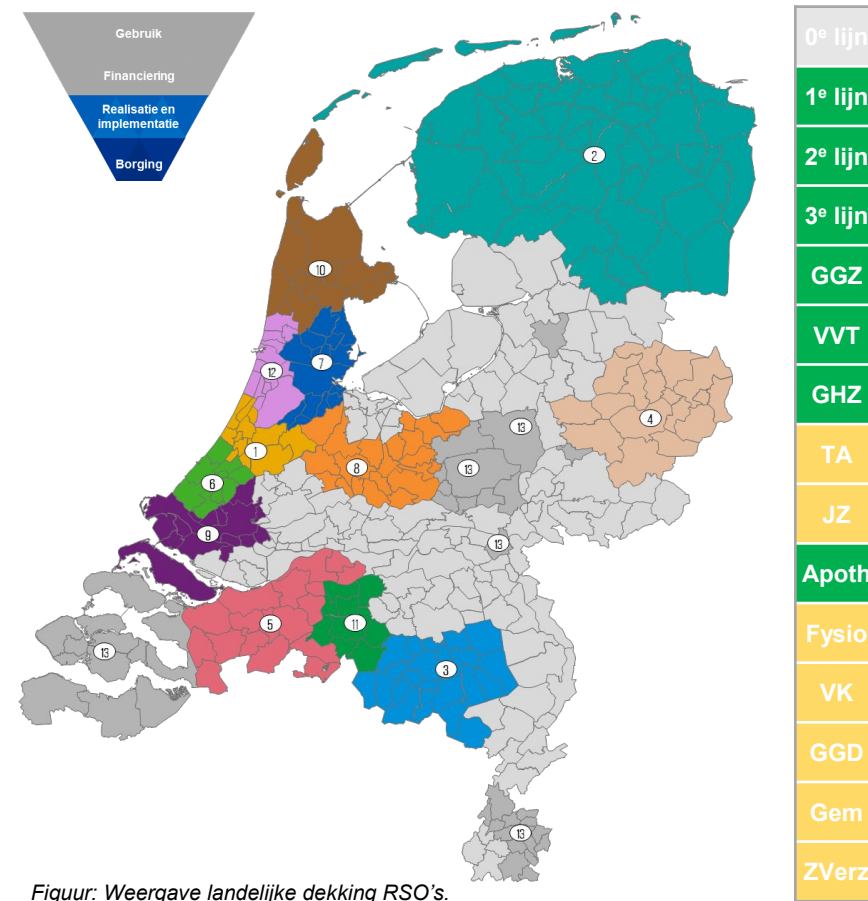 Gebruik
Financiering
Realisatie en
implementatie
Borging
2
10
7
12
4
1
13
8
13
6
9
13
5
11
13
3
13
0e lijn
1e lijn
2e lijn
3e lijn
GGZ
VVT
GHZ
TA
JZ
Apoth
Fysio
VK
GGD
Gem
ZVerz
Figuur: Weergave landelijke dekking RSO's.